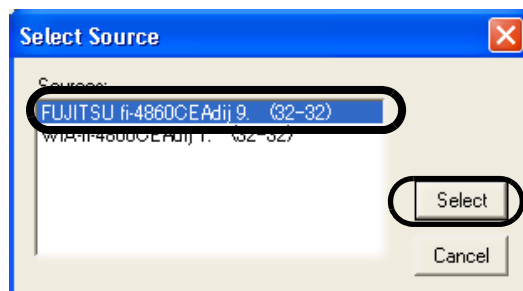 Select Source
Sources:
FUJITSU fi-4860CEAdij 9. (32-32)
WIA-fi-4860CEAdij 1. (32-32)
Select
Cancel